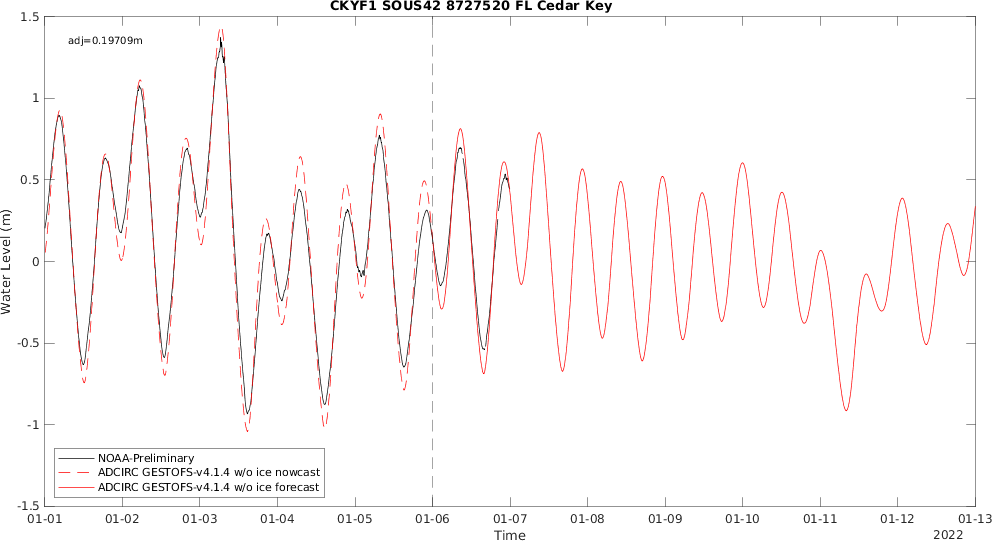 CKYF1 SOUS42 8727520 FL Cedar Key
adj=0.19709m
1.5
1
0.5
0
-0.5
-1
-1.5
Water Level (m)
NOAA-Preliminary
ADCIRC GESTOFS-v4.1.4 w/o ice nowcast
ADCIRC GESTOFS-v4.1.4 w/o ice forecast
01-01 01-02 01-03 01-04 01-05 01-06 01-07 01-08 01-09 01-10 01-11 01-12 01-13
Time
2022